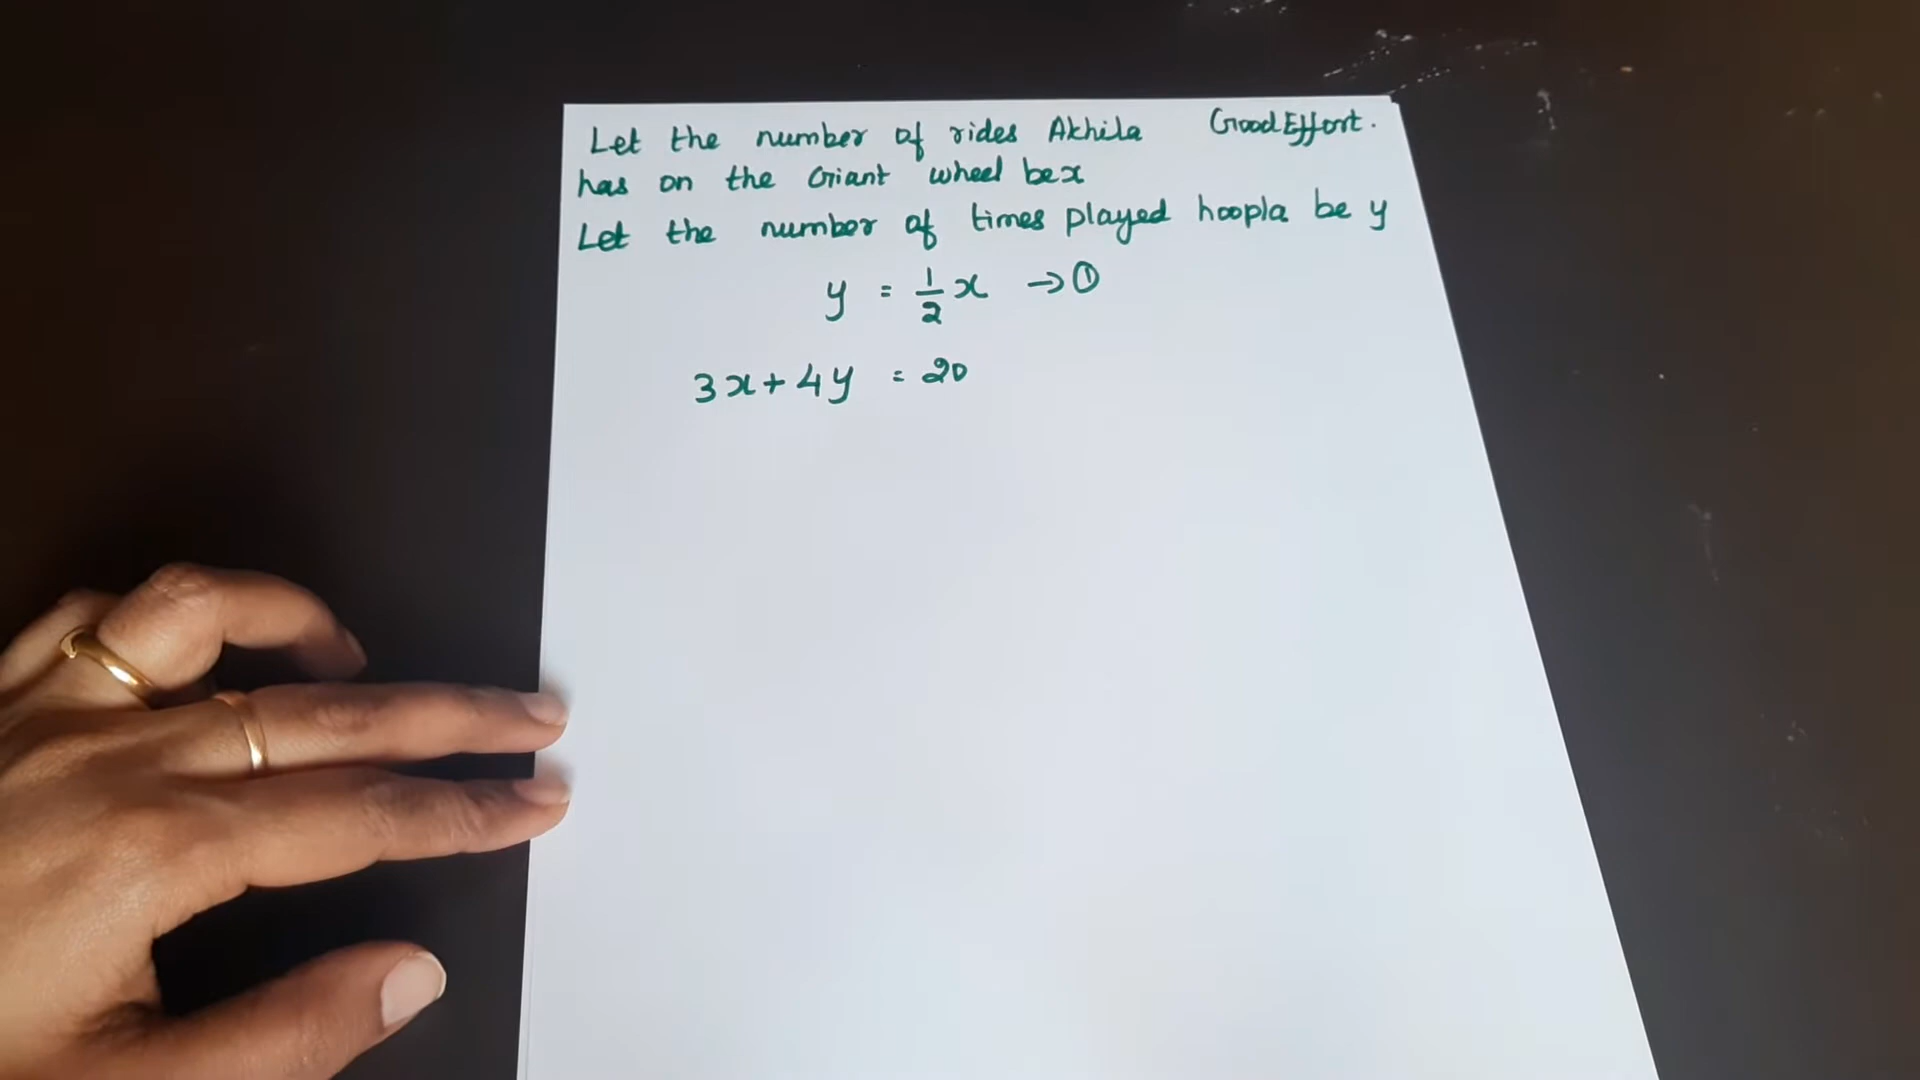 Let the number of rides Akhila Good Effort.
has on the Giant wheel be x
Let the number of times played hoopla be y
y = 1/2 x → ①
3x + 4y = 20